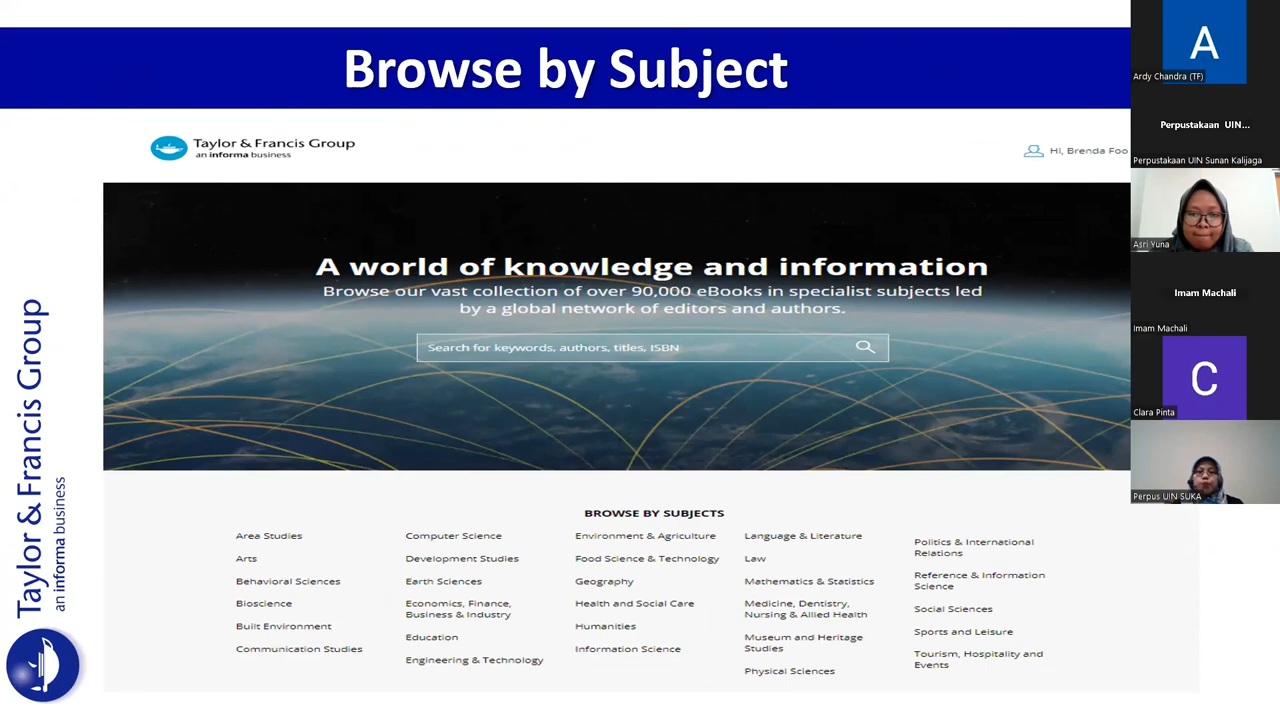 Browse by Subject
Taylor & Francis Group
an informa business
Hi, Brenda Foo
A world of knowledge and information
Browse our vast collection of over 90,000 eBooks in specialist subjects led
by a global network of editors and authors.
Search for keywords, authors, titles, ISBN
BROWSE BY SUBJECTS
Area Studies
Arts
Behavioral Sciences
Bioscience
Built Environment
Communication Studies
Computer Science
Development Studies
Earth Sciences
Economics, Finance,
Business & Industry
Education
Engineering & Technology
Environment & Agriculture
Food Science & Technology
Geography
Health and Social Care
Humanities
Information Science
Language & Literature
Law
Mathematics & Statistics
Medicine, Dentistry,
Nursing & Allied Health
Museum and Heritage
Studies
Physical Sciences
Politics & International
Relations
Reference & Information
Science
Social Sciences
Sports and Leisure
Tourism, Hospitality and
Events
Taylor & Francis Group
an informa business
A
Ardy Chandra (TF)
Perpustakaan UIN...
Perpustakaan UIN Sunan Kalijaga
Asri Yuna
Imam Machali
Imam Machali
C
Clara Pinta
Perpus UIN SUKA